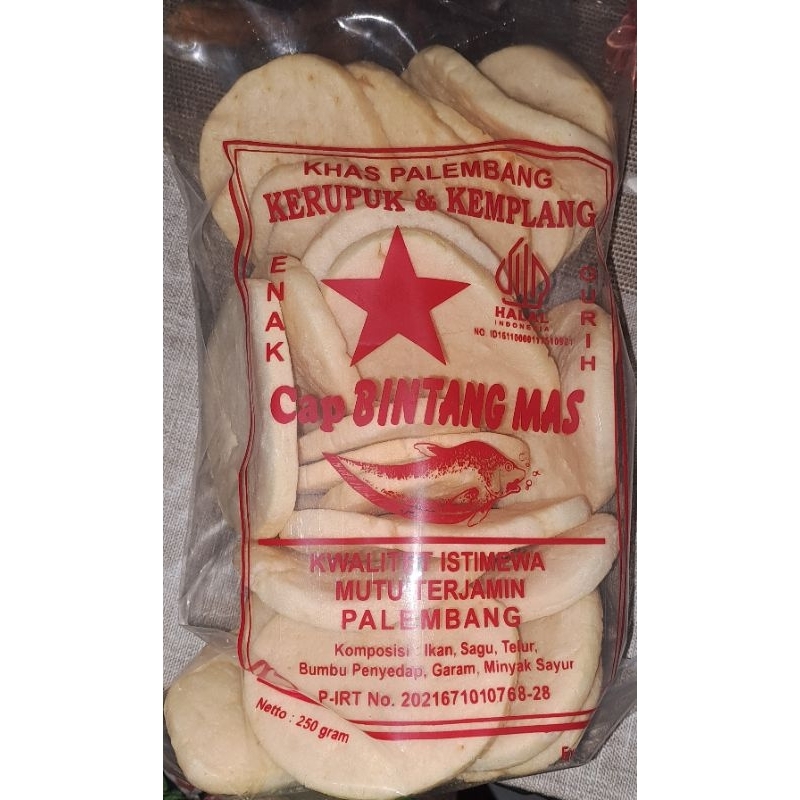 KHAS PALEMBANG
KERUPUK & KEMPLANG
ENAK
GURIH
HALAL
INDONESIA
Cap BINTANG MAS
KWALITET ISTIMEWA
MUTU TERJAMIN
PALEMBANG
Komposisi : Ikan, Sagu, Telur,
Bumbu Penyedap, Garam, Minyak Sayur
P-IRT No. 2021671010768-28
Netto : 250 gram